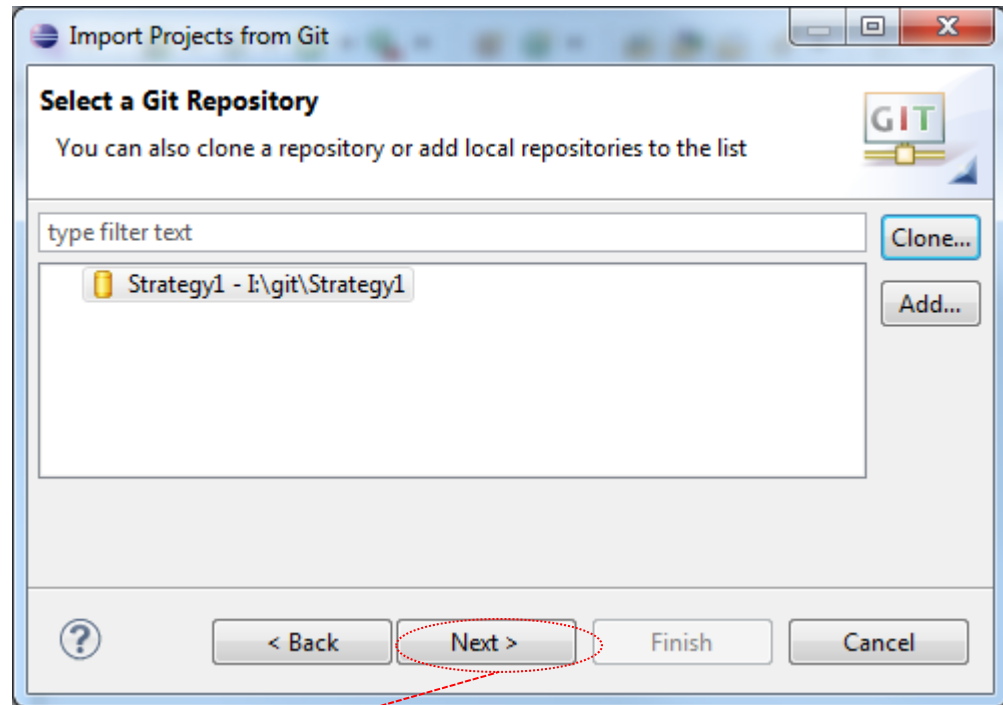 Import Projects from Git
Select a Git Repository
GIT
You can also clone a repository or add local repositories to the list
type filter text
Clone...
Strategy1 - I:\git\Strategy1
Add...
?
< Back
Next >
Finish
Cancel